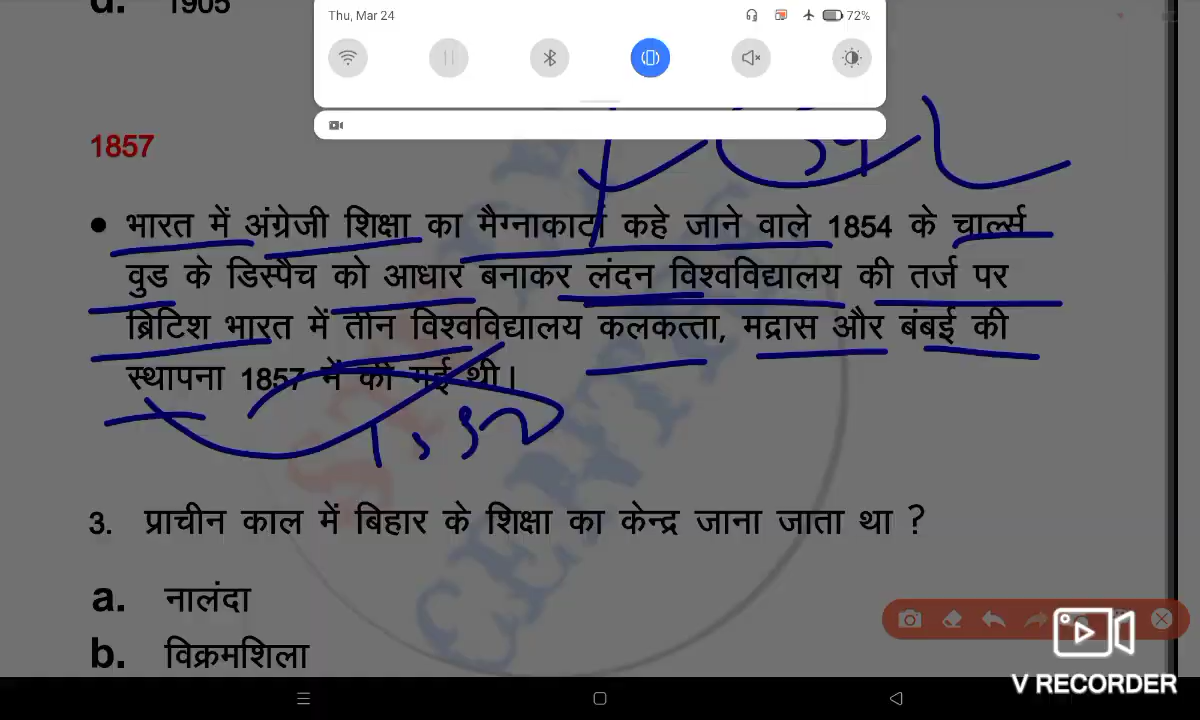 d. 1905
Thu, Mar 24
72%
1857
• भारत में अंग्रेजी शिक्षा का मैग्नाकार्टा कहे जाने वाले 1854 के चार्ल्स
वुड के डिस्पैच को आधार बनाकर लंदन विश्वविद्यालय की तर्ज पर
ब्रिटिश भारत में तीन विश्वविद्यालय कलकत्ता, मद्रास और बंबई की
स्थापना 1857 में की गई थी।
3. प्राचीन काल में बिहार के शिक्षा का केन्द्र जाना जाता था ?
a. नालंदा
b. विक्रमशिला
V RECORDER